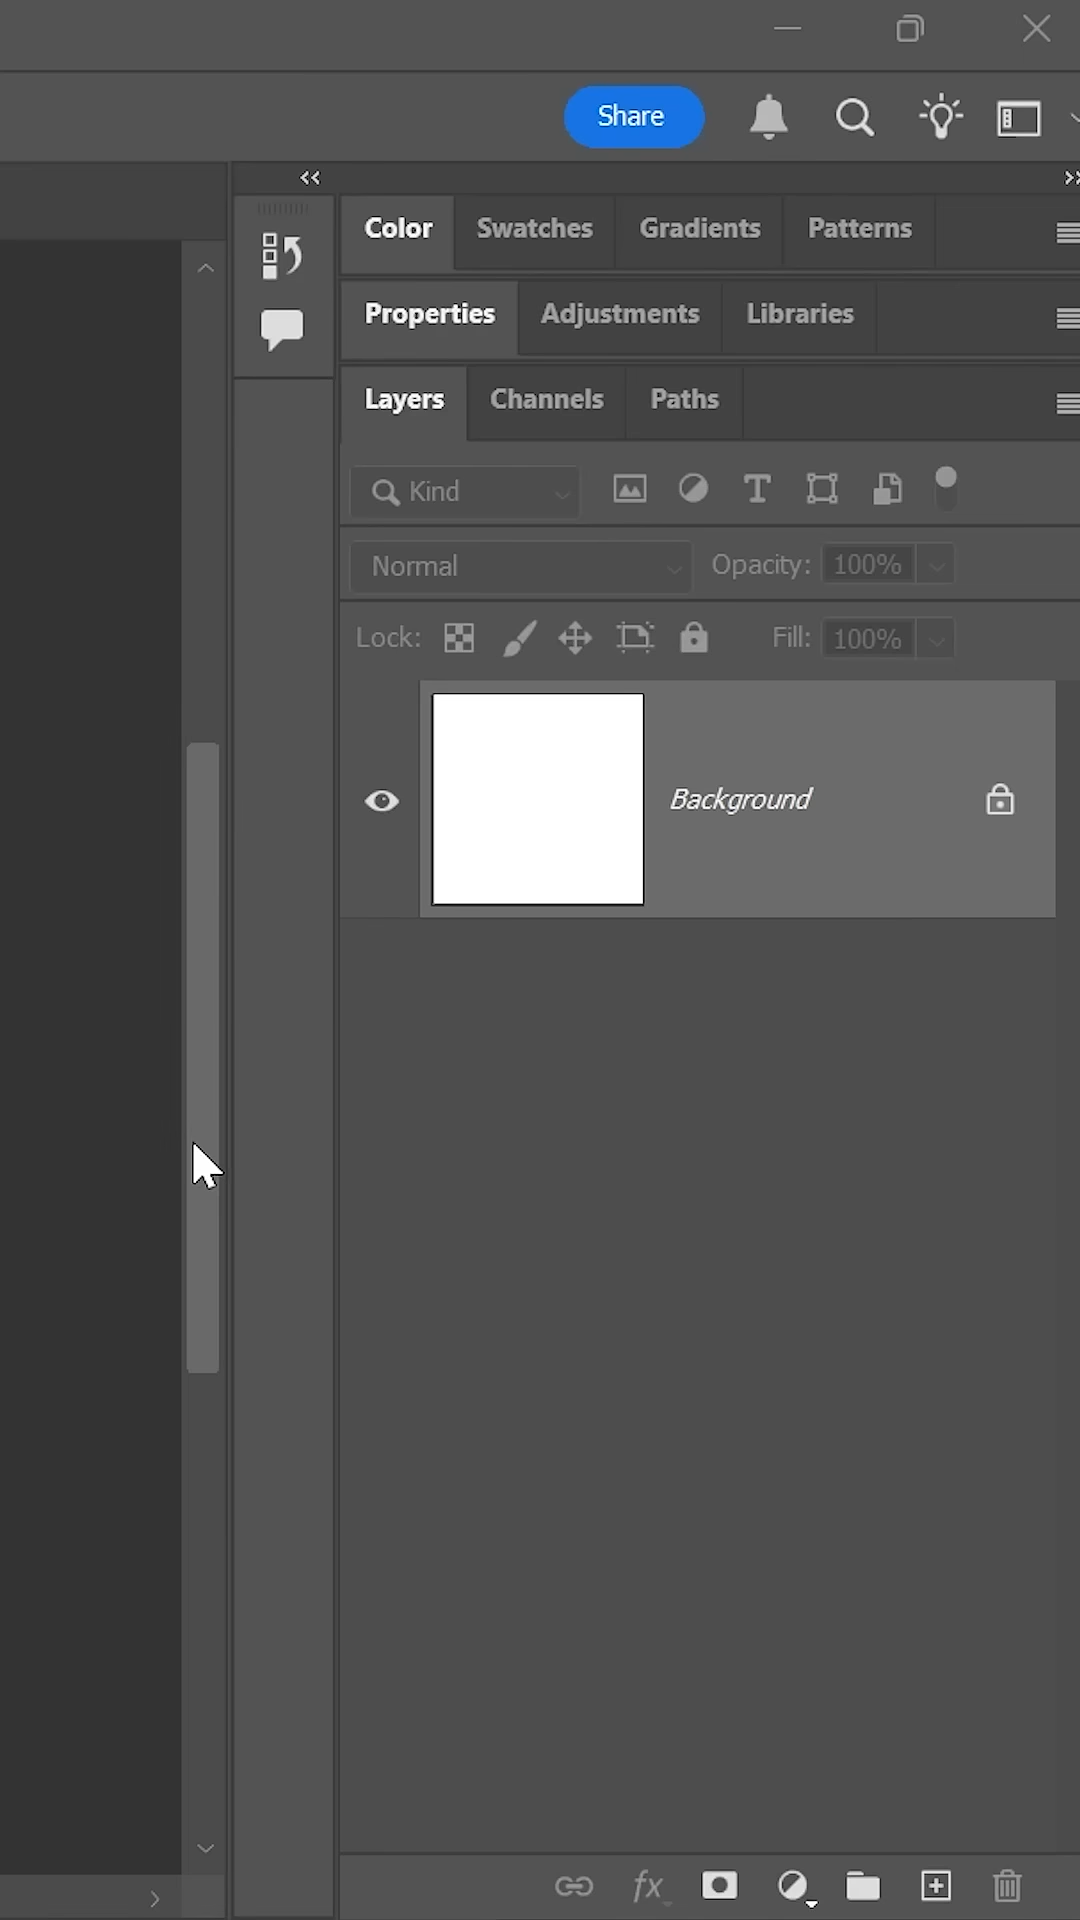 Share
Color Swatches Gradients Patterns
Properties Adjustments Libraries
Layers Channels Paths
Kind
Normal Opacity: 100%
Lock: Fill: 100%
Background
fx